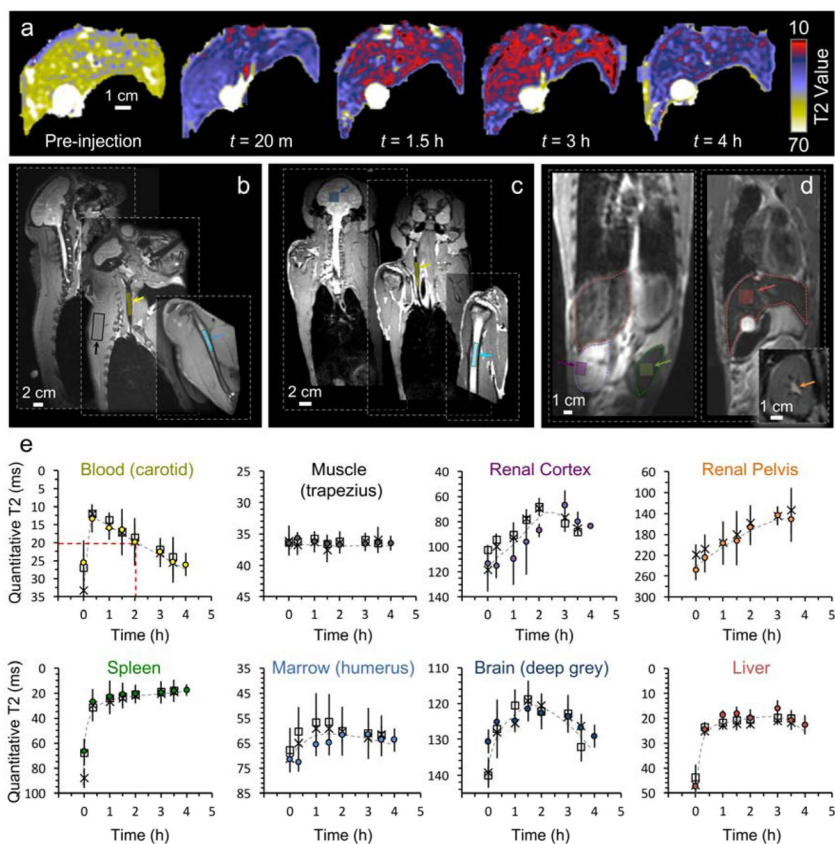 a
1 cm
Pre-injection
t = 20 m
t = 1.5 h
t = 3 h
t = 4 h
10
T2 Value
70
b
2 cm
c
2 cm
d
1 cm
1 cm
e
Blood (carotid)
Quantitative T2 (ms)
0
5
10
15
20
25
30
35
0 1 2 3 4 5
Time (h)
Muscle
(trapezius)
25
30
35
40
45
0 1 2 3 4 5
Time (h)
Renal Cortex
40
60
80
100
120
140
0 1 2 3 4 5
Time (h)
Renal Pelvis
60
90
120
150
180
210
240
270
300
0 1 2 3 4 5
Time (h)
Spleen
Quantitative T2 (ms)
0
20
40
60
80
100
0 1 2 3 4 5
Time (h)
Marrow (humerus)
35
45
55
65
75
85
0 1 2 3 4 5
Time (h)
Brain (deep grey)
110
120
130
140
0 1 2 3 4 5
Time (h)
Liver
0
10
20
30
40
50
0 1 2 3 4 5
Time (h)